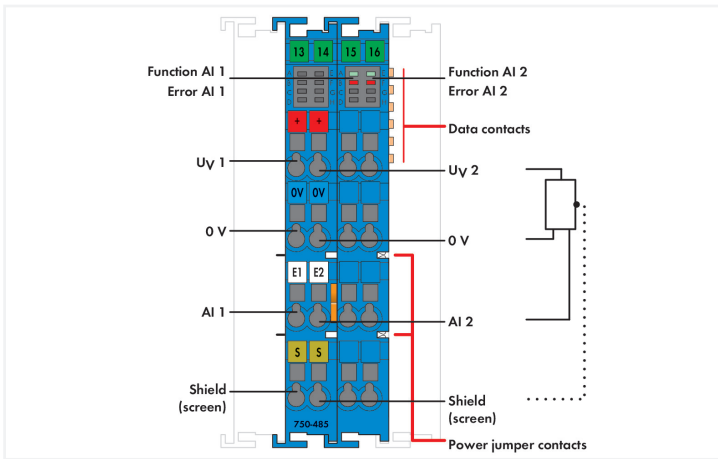 13 14 15 16
Function AI 1
Error AI 1
Function AI 2
Error AI 2
+ +
Data contacts
UV 1
UV 2
0V 0V
0 V
0 V
E1 E2
AI 1
AI 2
S S
Shield
(screen)
Shield
(screen)
750-485
Power jumper contacts